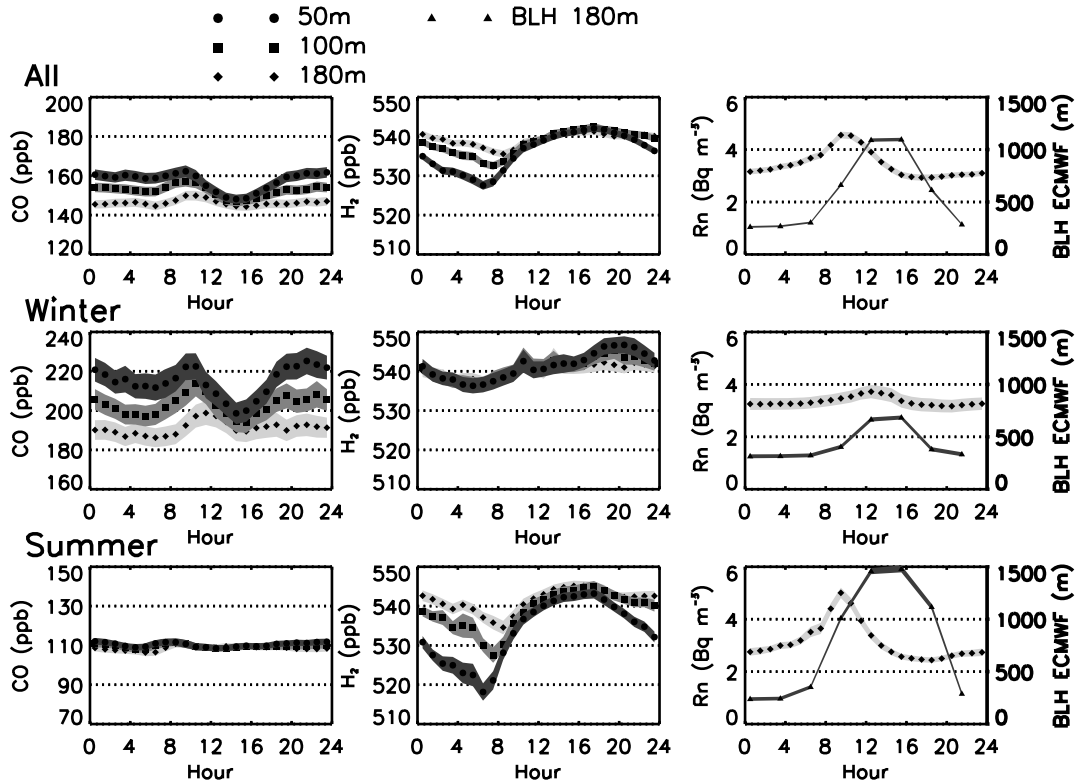 50m
BLH 180m
100m
180m
All
200
180
160
140
120
CO (ppb)
0 4 8 12 16 20 24
Hour
550
540
530
520
510
H₂ (ppb)
0 4 8 12 16 20 24
Hour
6
4
2
0
Rn (Bq m⁻³)
1500
1000
500
0
BLH ECMWF (m)
0 4 8 12 16 20 24
Hour
Winter
240
220
200
180
160
CO (ppb)
0 4 8 12 16 20 24
Hour
550
540
530
520
510
H₂ (ppb)
0 4 8 12 16 20 24
Hour
6
4
2
0
Rn (Bq m⁻³)
1500
1000
500
0
BLH ECMWF (m)
0 4 8 12 16 20 24
Hour
Summer
150
130
110
90
70
CO (ppb)
0 4 8 12 16 20 24
Hour
550
540
530
520
510
H₂ (ppb)
0 4 8 12 16 20 24
Hour
6
4
2
0
Rn (Bq m⁻³)
1500
1000
500
0
BLH ECMWF (m)
0 4 8 12 16 20 24
Hour